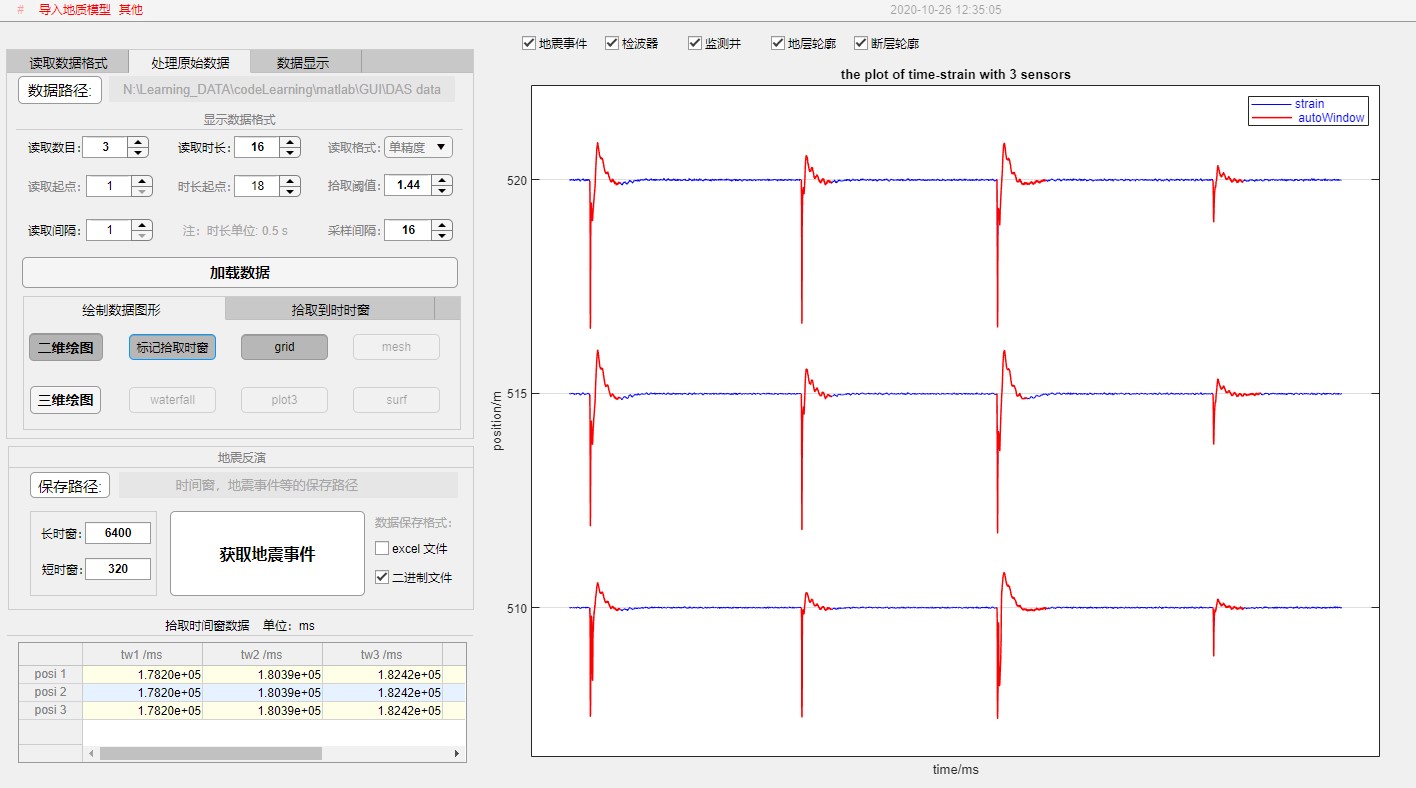 # 导入地质模型 其他
2020-10-26 12:35:05
读取数据格式 处理原始数据 数据显示
数据路径: N:\Learning_DATA\codeLearning\matlab\GUI\DAS data
显示数据格式
读取数目: 3 读取时长: 16 读取格式: 单精度
读取起点: 1 时长起点: 18 拾取阈值: 1.44
读取间隔: 1 注：时长单位: 0.5 s 采样间隔: 16
加载数据
绘制数据图形 拾取到时时窗
二维绘图 标记拾取时窗 grid mesh
三维绘图 waterfall plot3 surf
地震反演
保存路径: 时间窗，地震事件等的保存路径
长时窗: 6400
短时窗: 320
获取地震事件
数据保存格式:
excel 文件
二进制文件
拾取时间窗数据 单位：ms
tw1 /ms tw2 /ms tw3 /ms
posi 1 1.7820e+05 1.8039e+05 1.8242e+05
posi 2 1.7820e+05 1.8039e+05 1.8242e+05
posi 3 1.7820e+05 1.8039e+05 1.8242e+05
地震事件 检波器 监测井 地层轮廓 断层轮廓
the plot of time-strain with 3 sensors
strain
autoWindow
520
515
510
position/m
time/ms